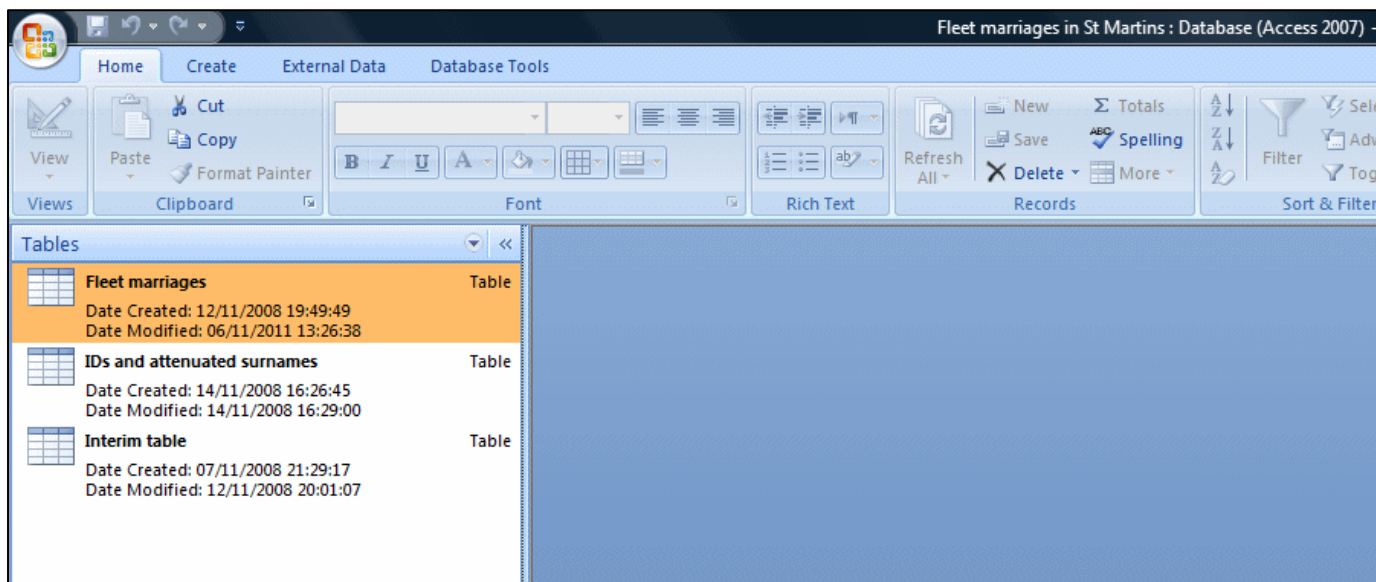 Fleet marriages in St Martins : Database (Access 2007) -
Home Create External Data Database Tools
View
Paste
Cut
Copy
Format Painter
B I U A
ab
Refresh
All
New
Save
Delete
Σ Totals
ABC Spelling
More
A
Z
Z
A
A
Z
Filter
Sele
Adv
Tog
Views Clipboard Font Rich Text Records Sort & Filter
Tables
Fleet marriages Table
Date Created: 12/11/2008 19:49:49
Date Modified: 06/11/2011 13:26:38
IDs and attenuated surnames Table
Date Created: 14/11/2008 16:26:45
Date Modified: 14/11/2008 16:29:00
Interim table Table
Date Created: 07/11/2008 21:29:17
Date Modified: 12/11/2008 20:01:07